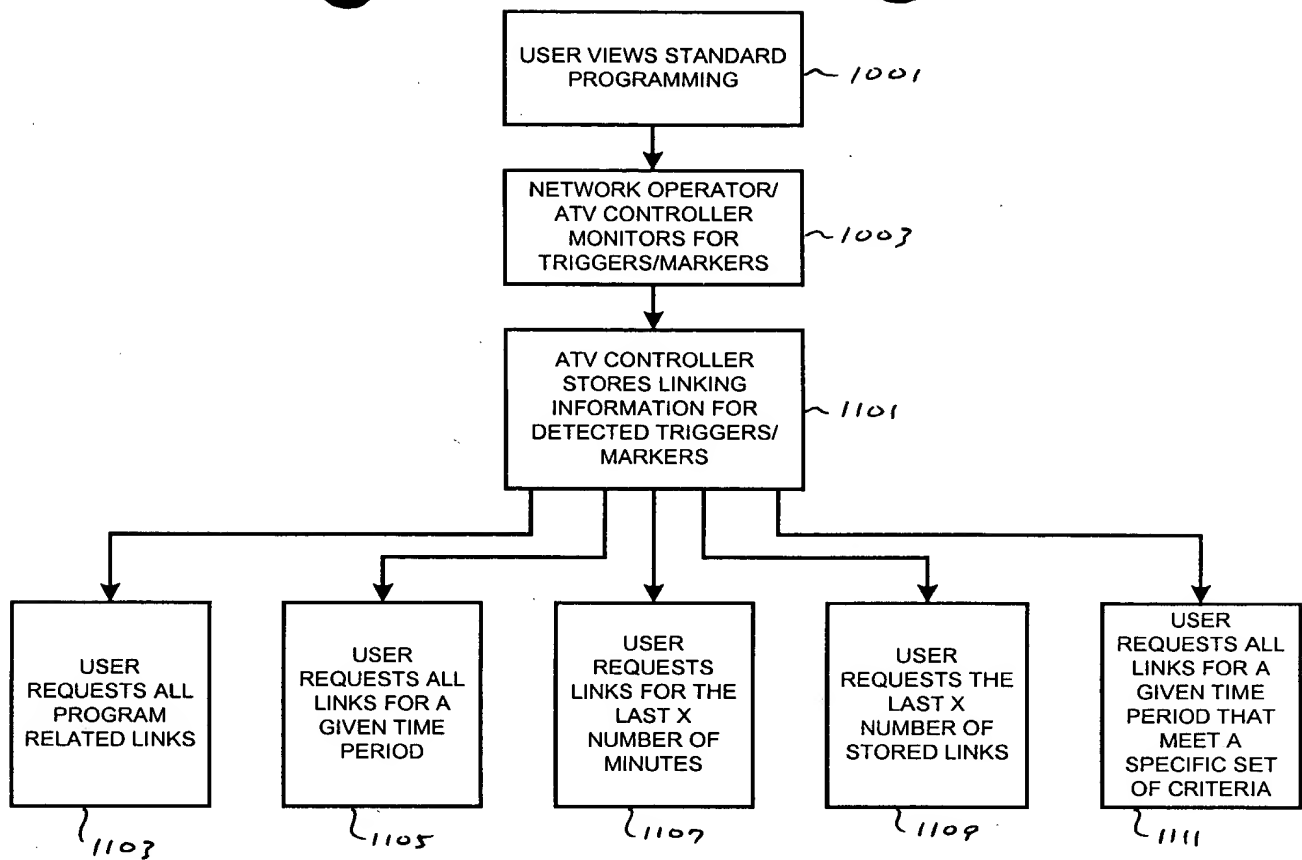 USER VIEWS STANDARD
PROGRAMMING
1001
NETWORK OPERATOR/
ATV CONTROLLER
MONITORS FOR
TRIGGERS/MARKERS
1003
ATV CONTROLLER
STORES LINKING
INFORMATION FOR
DETECTED TRIGGERS/
MARKERS
1101
USER
REQUESTS ALL
PROGRAM
RELATED LINKS
1103
USER
REQUESTS ALL
LINKS FOR A
GIVEN TIME
PERIOD
1105
USER
REQUESTS
LINKS FOR THE
LAST X
NUMBER OF
MINUTES
1107
USER
REQUESTS THE
LAST X
NUMBER OF
STORED LINKS
1109
USER
REQUESTS ALL
LINKS FOR A
GIVEN TIME
PERIOD THAT
MEET A
SPECIFIC SET
OF CRITERIA
1111